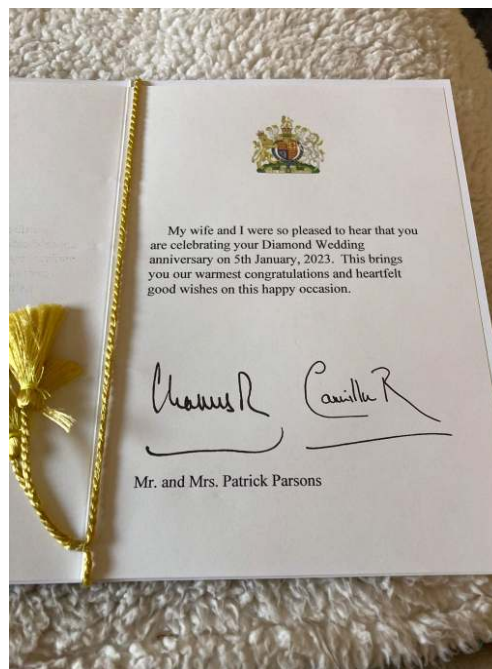 My wife and I were so pleased to hear that you
are celebrating your Diamond Wedding
anniversary on 5th January, 2023.  This brings
you our warmest congratulations and heartfelt
good wishes on this happy occasion.
Charles R Camilla R
Mr. and Mrs. Patrick Parsons